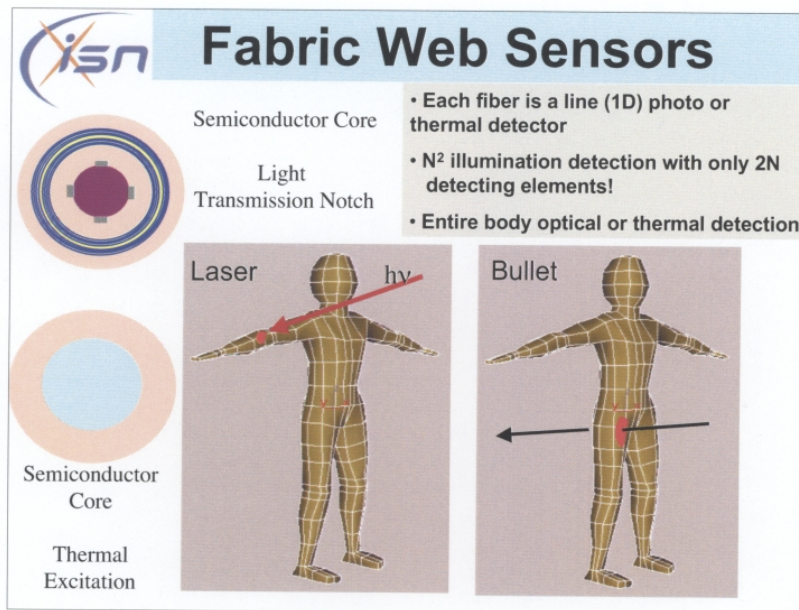 isn
Fabric Web Sensors
Semiconductor Core
Light
Transmission Notch
• Each fiber is a line (1D) photo or
thermal detector
• N² illumination detection with only 2N
detecting elements!
• Entire body optical or thermal detection
Laser
hν
Bullet
Semiconductor
Core
Thermal
Excitation